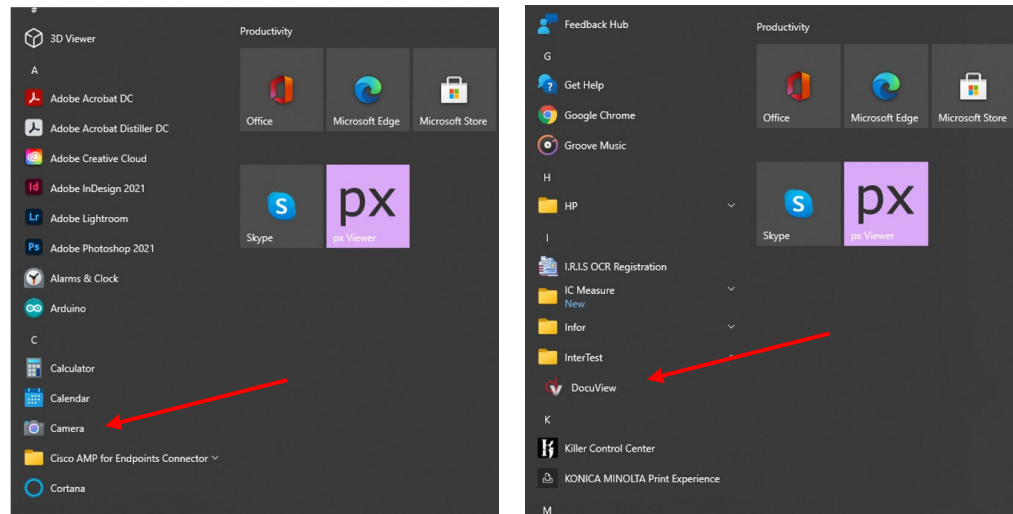 #
3D Viewer
A
Adobe Acrobat DC
Adobe Acrobat Distiller DC
Adobe Creative Cloud
Id Adobe InDesign 2021
Lr Adobe Lightroom
Ps Adobe Photoshop 2021
Alarms & Clock
Arduino
C
Calculator
Calendar
Camera
Cisco AMP for Endpoints Connector
Cortana
Productivity
Office
Microsoft Edge
Microsoft Store
S
Skype
px
px Viewer
Feedback Hub
G
Get Help
Google Chrome
Groove Music
H
HP
I
I.R.I.S OCR Registration
IC Measure
New
Infor
InterTest
DocuView
K
Killer Control Center
KONICA MINOLTA Print Experience
M
Productivity
Office
Microsoft Edge
Microsoft Store
S
Skype
px
px Viewer